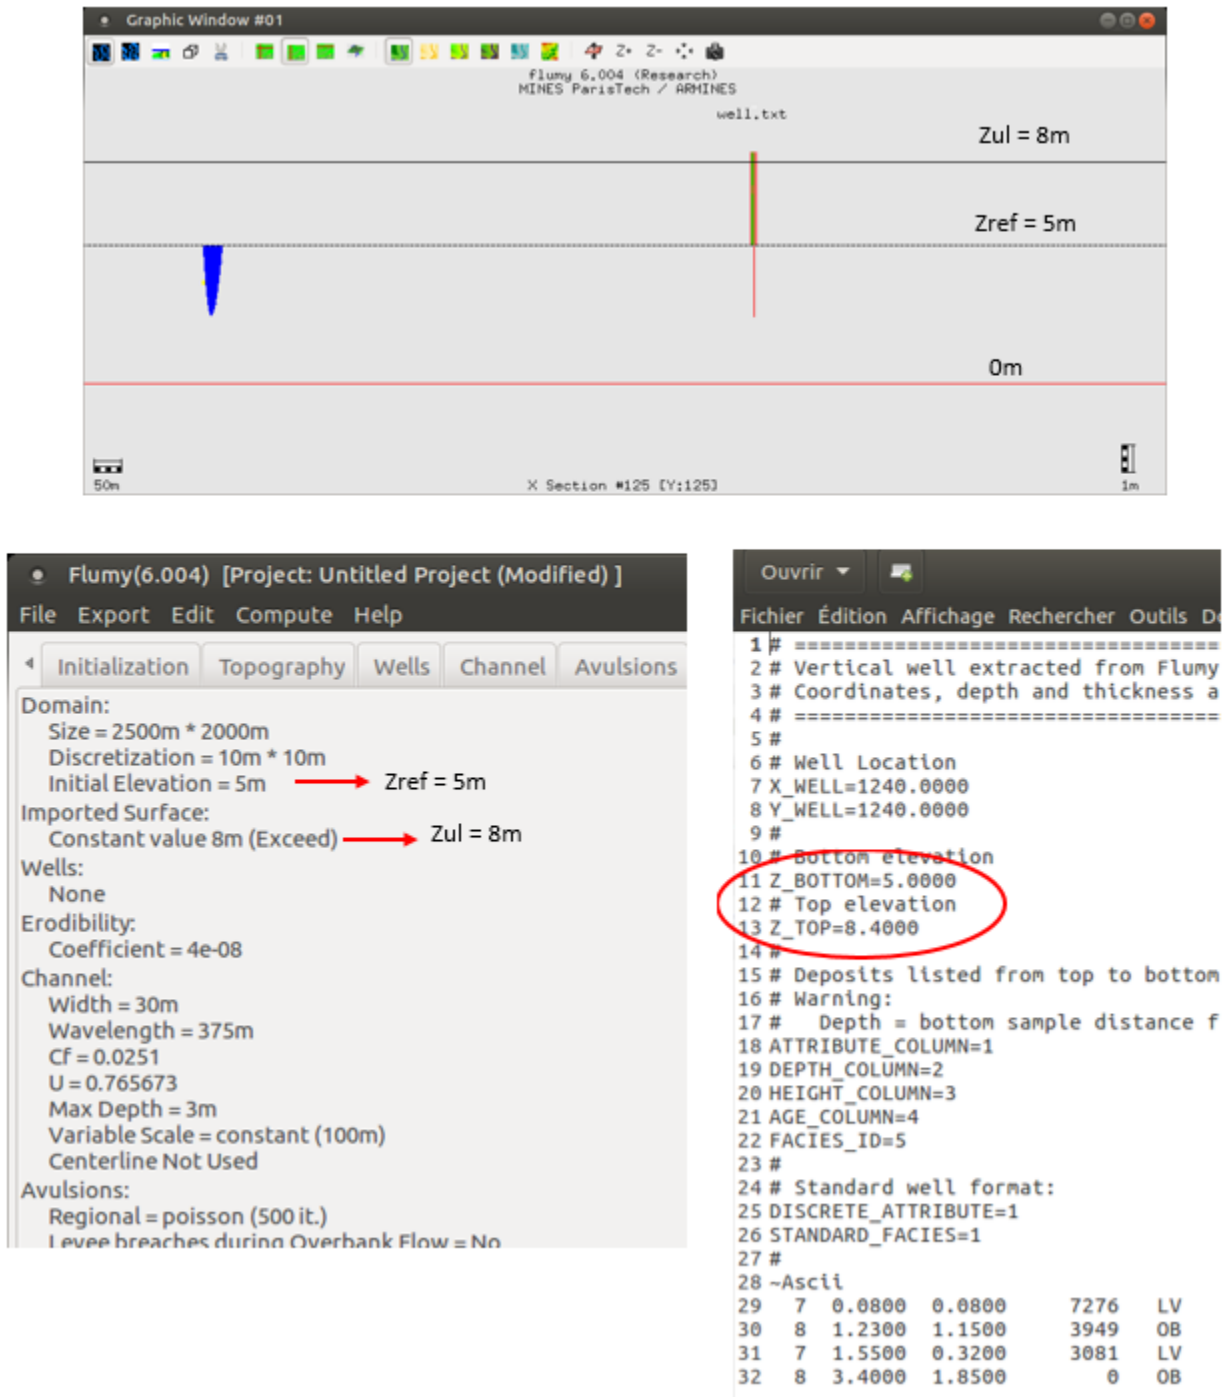 Graphic Window #01
Z+ Z-
flumy 6.004 (Research)
MINES ParisTech / ARMINES
well.txt
Zul = 8m
Zref = 5m
0m
50m
X Section #125 [Y:125]
1m
Flumy(6.004) [Project: Untitled Project (Modified) ]
File Export Edit Compute Help
Initialization Topography Wells Channel Avulsions
Domain:
Size = 2500m * 2000m
Discretization = 10m * 10m
Initial Elevation = 5m Zref = 5m
Imported Surface:
Constant value 8m (Exceed) Zul = 8m
Wells:
None
Erodibility:
Coefficient = 4e-08
Channel:
Width = 30m
Wavelength = 375m
Cf = 0.0251
U = 0.765673
Max Depth = 3m
Variable Scale = constant (100m)
Centerline Not Used
Avulsions:
Regional = poisson (500 it.)
Levee breaches during Overbank Flow = No
Ouvrir
Fichier Édition Affichage Rechercher Outils
1 # ==================================
2 # Vertical well extracted from Flumy
3 # Coordinates, depth and thickness a
4 # ==================================
5 #
6 # Well Location
7 X_WELL=1240.0000
8 Y_WELL=1240.0000
9 #
10 # Bottom elevation
11 Z_BOTTOM=5.0000
12 # Top elevation
13 Z_TOP=8.4000
14 #
15 # Deposits listed from top to bottom
16 # Warning:
17 # Depth = bottom sample distance f
18 ATTRIBUTE_COLUMN=1
19 DEPTH_COLUMN=2
20 HEIGHT_COLUMN=3
21 AGE_COLUMN=4
22 FACIES_ID=5
23 #
24 # Standard well format:
25 DISCRETE_ATTRIBUTE=1
26 STANDARD_FACIES=1
27 #
28 ~Ascii
29 7 0.0800 0.0800 7276 LV
30 8 1.2300 1.1500 3949 OB
31 7 1.5500 0.3200 3081 LV
32 8 3.4000 1.8500 0 OB